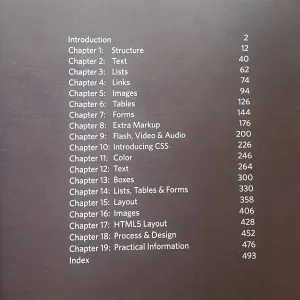 Introduction 2
Chapter 1: Structure 12
Chapter 2: Text 40
Chapter 3: Lists 62
Chapter 4: Links 74
Chapter 5: Images 94
Chapter 6: Tables 126
Chapter 7: Forms 144
Chapter 8: Extra Markup 176
Chapter 9: Flash, Video & Audio 200
Chapter 10: Introducing CSS 226
Chapter 11: Color 246
Chapter 12: Text 264
Chapter 13: Boxes 300
Chapter 14: Lists, Tables & Forms 330
Chapter 15: Layout 358
Chapter 16: Images 406
Chapter 17: HTML5 Layout 428
Chapter 18: Process & Design 452
Chapter 19: Practical Information 476
Index 493